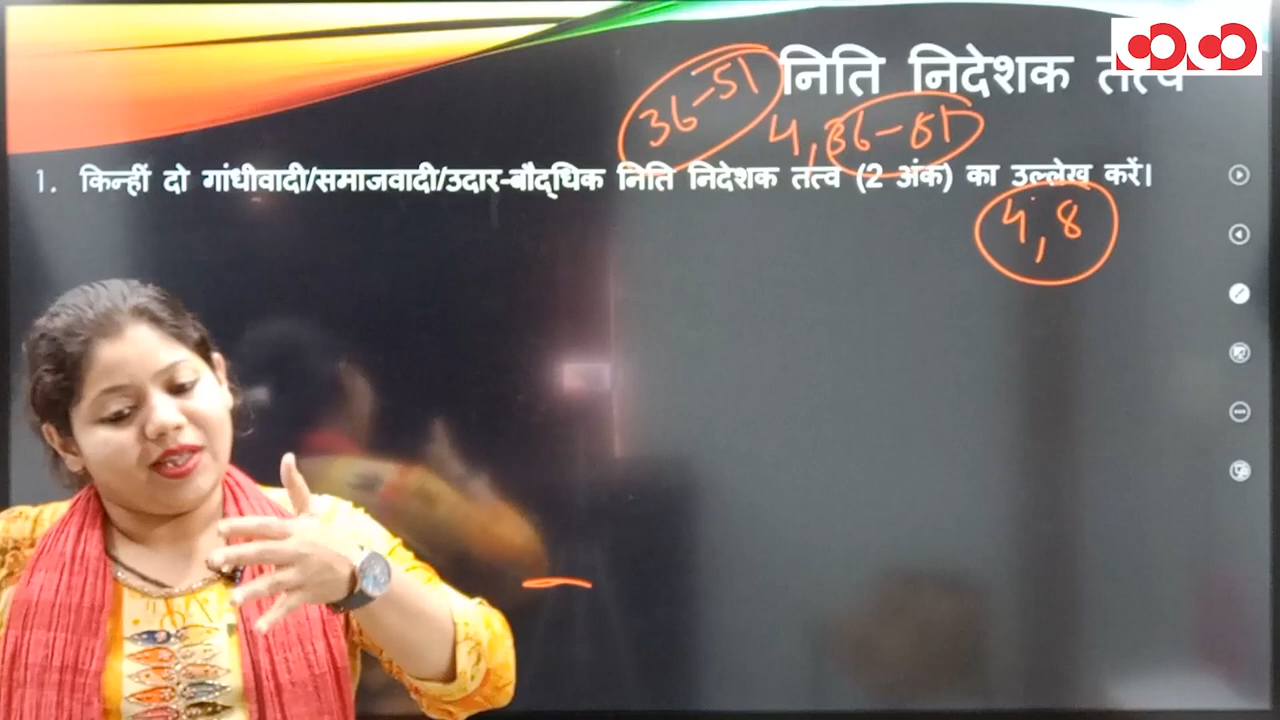 निति निदेशक तत्व
36-51
4,36-51
1. किन्हीं दो गांधीवादी/समाजवादी/उदार-बौद्धिक निति निदेशक तत्व (2 अंक) का उल्लेख करें।
4,8